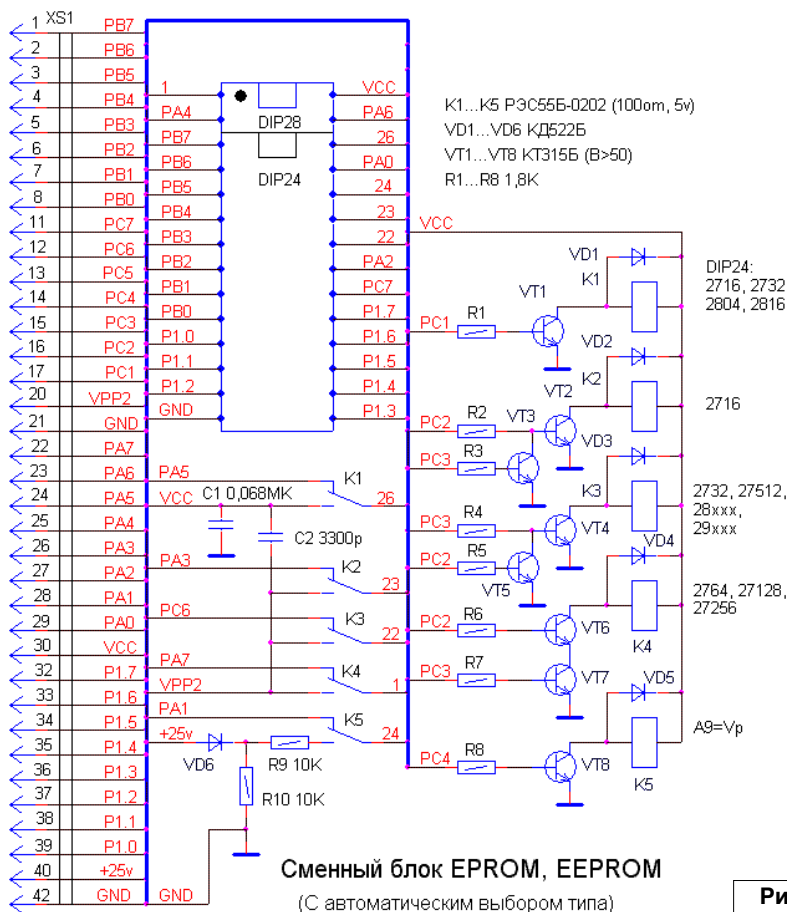 XS1
1 PB7
2 PB6
3 PB5
4 PB4
5 PB3
6 PB2
7 PB1
8 PB0
11 PC7
12 PC6
13 PC5
14 PC4
15 PC3
16 PC2
17 PC1
20 VPP2
21 GND
22 PA7
23 PA6
24 PA5
25 PA4
26 PA3
27 PA2
28 PA1
29 PA0
30 VCC
32 P1.7
33 P1.6
34 P1.5
35 P1.4
36 P1.3
37 P1.2
38 P1.1
39 P1.0
40 +25v
42 GND
1 VCC
PA4 DIP28 PA6
PB7 26
PB6 DIP24 PA0
PB5 24
PB4 23
PB3 22
PB2 PA2
PB1 PC7
PB0 P1.7
P1.0 P1.6
P1.1 P1.5
P1.2 P1.4
GND P1.3
K1...K5 РЭС55Б-0202 (100om, 5v)
VD1...VD6 КД522Б
VT1...VT8 КТ315Б (B>50)
R1...R8 1,8K
PA5 K1
VCC C1 0,068МК 26
C2 3300p
PA3 K2
23
PC6 K3
22
PA7 K4
VPP2 1
PA1 K5
+25v 24
VD6 R9 10K
R10 10K
GND
VCC
VD1
K1
PC1 R1 VT1
DIP24:
2716, 2732
2804, 2816
VD2
K2
PC2 R2 VT2
2716
PC3 R3 VT3
VD3
K3
PC3 R4 VT4
PC2 R5 VT5
2732, 27512,
28xxx,
29xxx
VD4
PC2 R6 VT6
K4
2764, 27128,
27256
PC3 R7 VT7
VD5
PC4 R8 VT8
K5
A9=Vp
Сменный блок EPROM, EEPROM
(С автоматическим выбором типа)
Ри